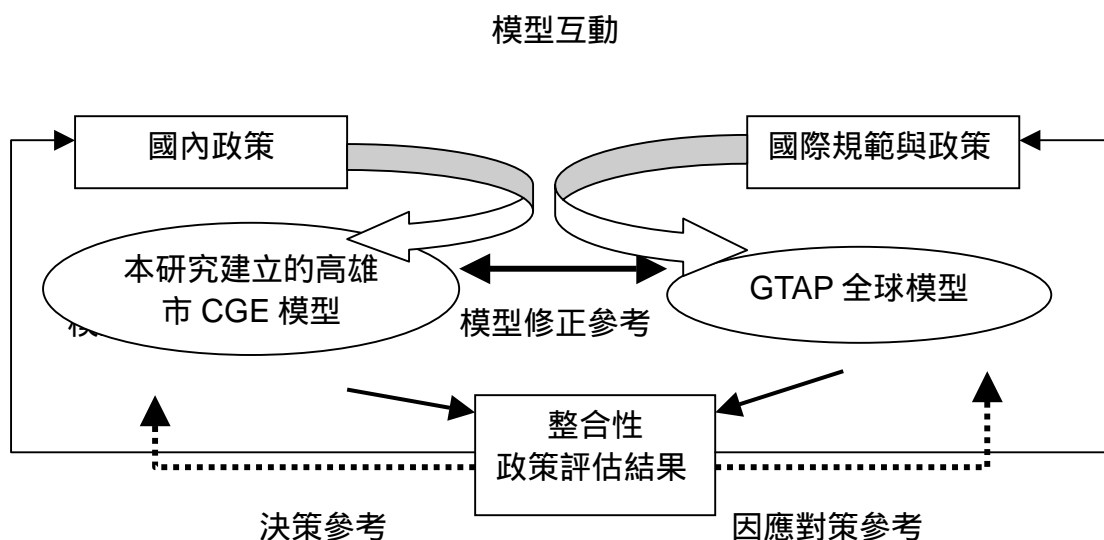 模型互動
國內政策
國際規範與政策
本研究建立的高雄
市 CGE 模型
GTAP 全球模型
模型修正參考
整合性
政策評估結果
決策參考
因應對策參考